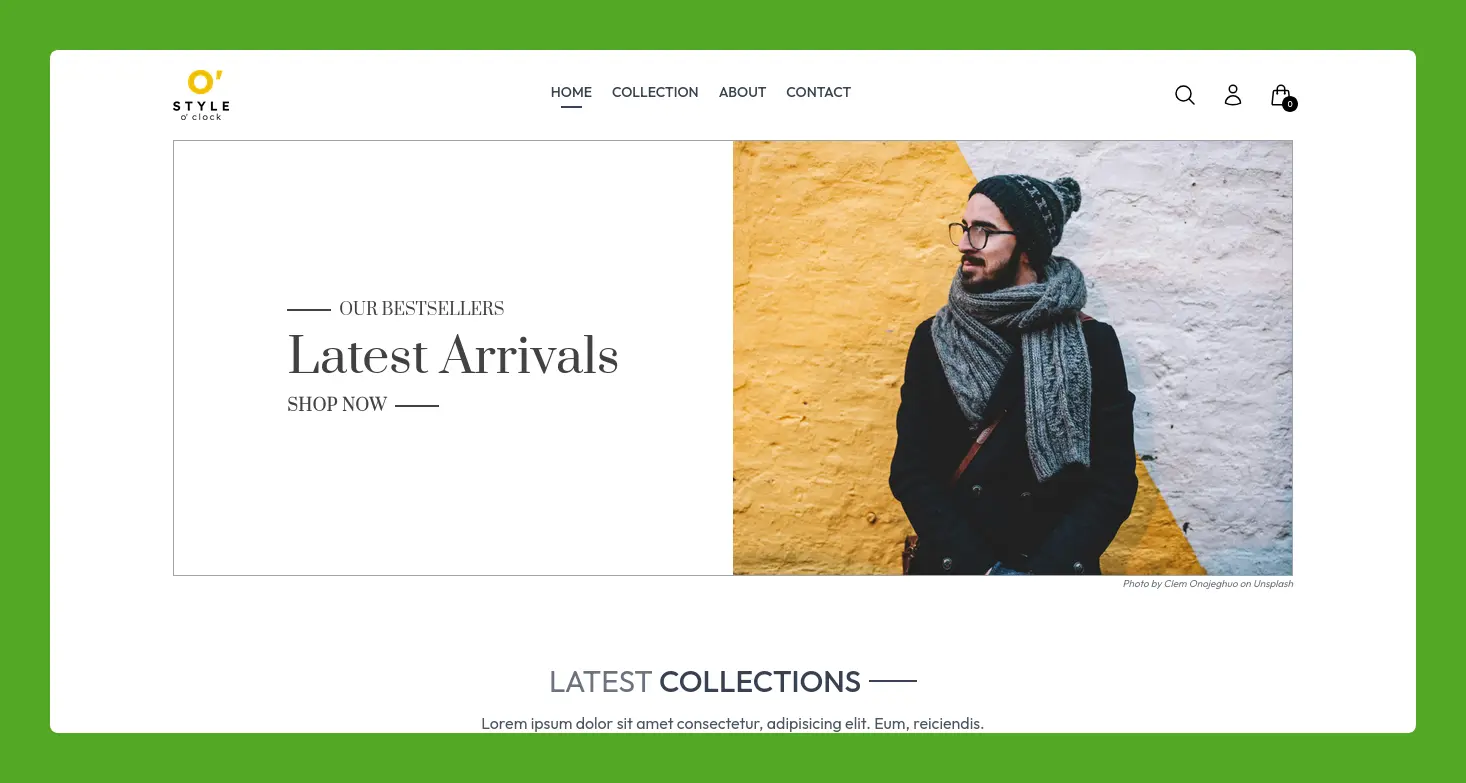 O'
STYLE
o' clock
HOME COLLECTION ABOUT CONTACT
0
OUR BESTSELLERS
Latest Arrivals
SHOP NOW
Photo by Clem Onojeghuo on Unsplash
LATEST COLLECTIONS
Lorem ipsum dolor sit amet consectetur, adipisicing elit. Eum, reiciendis.